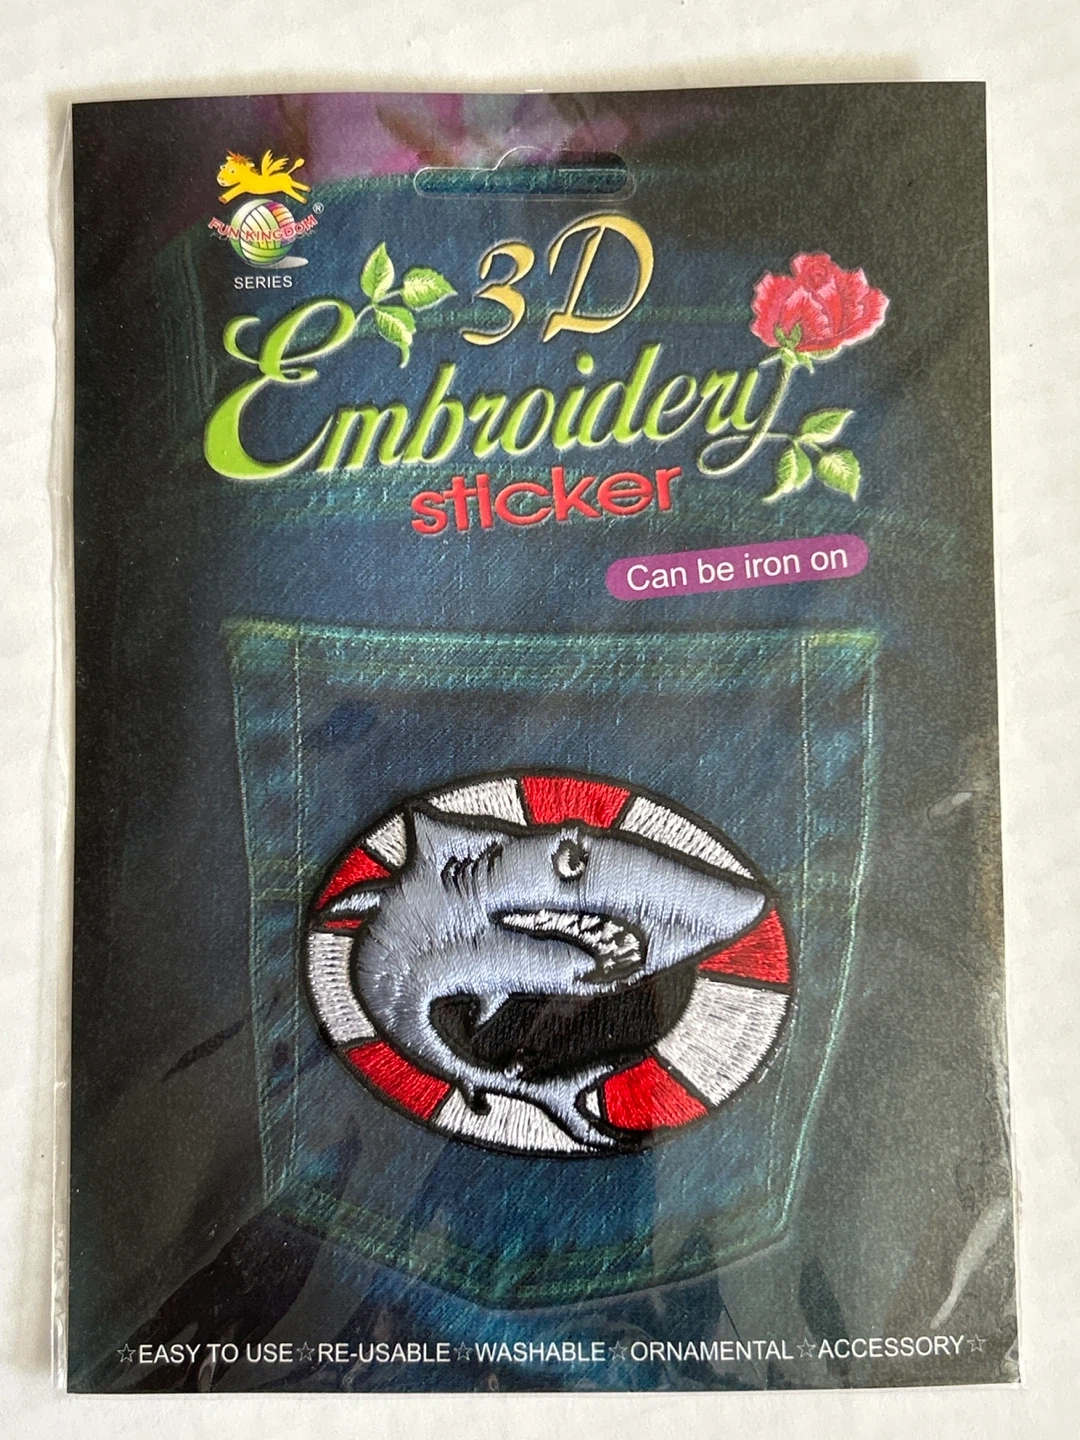 FUN KINGDOM®
SERIES
3D
Embroidery
sticker
Can be iron on
☆EASY TO USE☆RE-USABLE☆WASHABLE☆ORNAMENTAL☆ACCESSORY☆